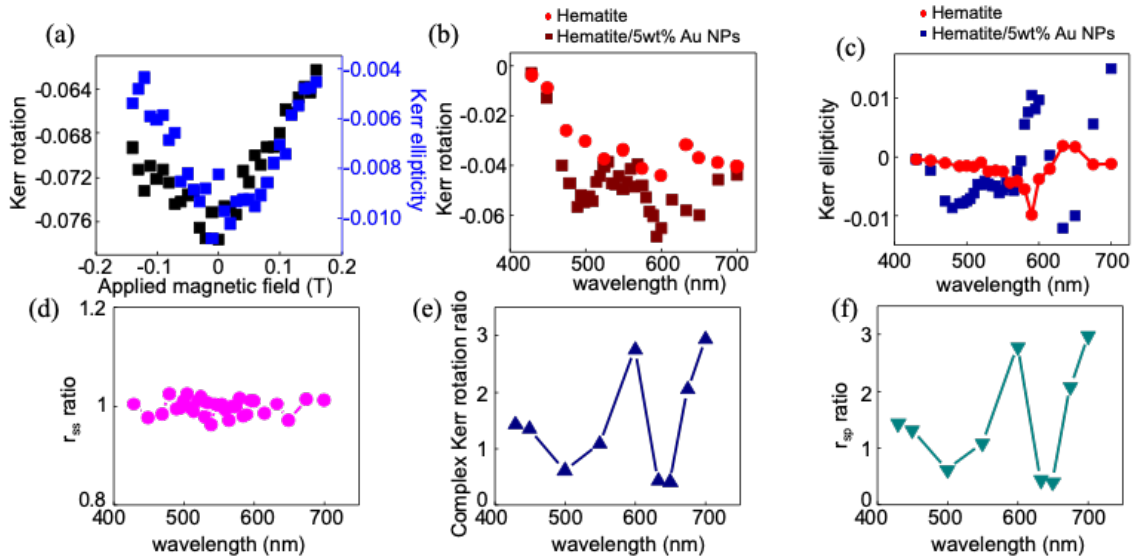 (a)
Kerr rotation
-0.064
-0.068
-0.072
-0.076
-0.004
-0.006
-0.008
-0.010
Kerr ellipticity
-0.2
-0.1
0
0.1
0.2
Applied magnetic field (T)
Hematite
Hematite/5wt% Au NPs
(b)
Kerr rotation
0
-0.02
-0.04
-0.06
400
500
600
700
wavelength (nm)
Hematite
Hematite/5wt% Au NPs
(c)
Kerr ellipticity
0.01
0
-0.01
400
500
600
700
wavelength (nm)
(d)
rss ratio
1.2
1
0.8
400
500
600
700
wavelength (nm)
(e)
Complex Kerr rotation ratio
3
2
1
0
400
500
600
700
wavelength (nm)
(f)
rsp ratio
3
2
1
0
400
500
600
700
wavelength (nm)